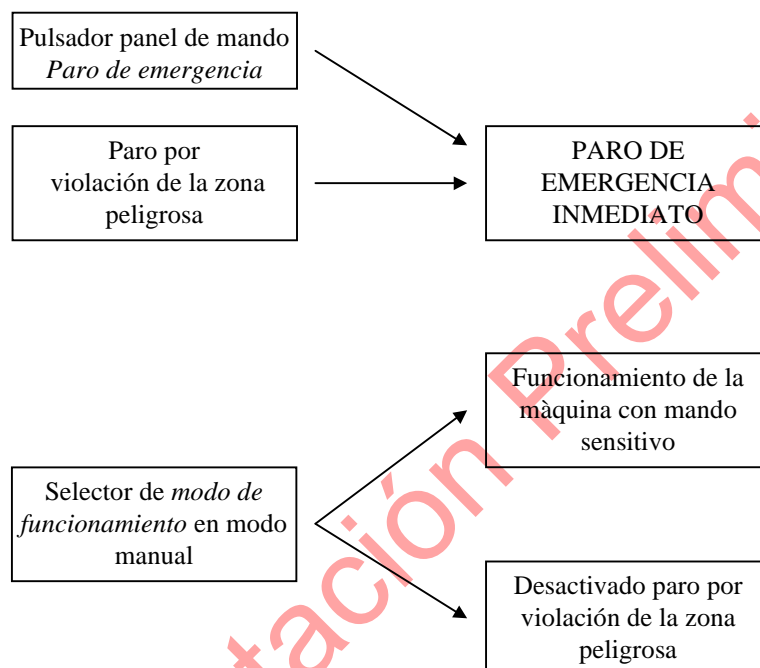 Pulsador panel de mando
Paro de emergencia
Paro por
violación de la zona
peligrosa
PARO DE
EMERGENCIA
INMEDIATO
Funcionamiento de la
màquina con mando
sensitivo
Selector de modo de
funcionamiento en modo
manual
Desactivado paro por
violación de la zona
peligrosa
tación Prelimi